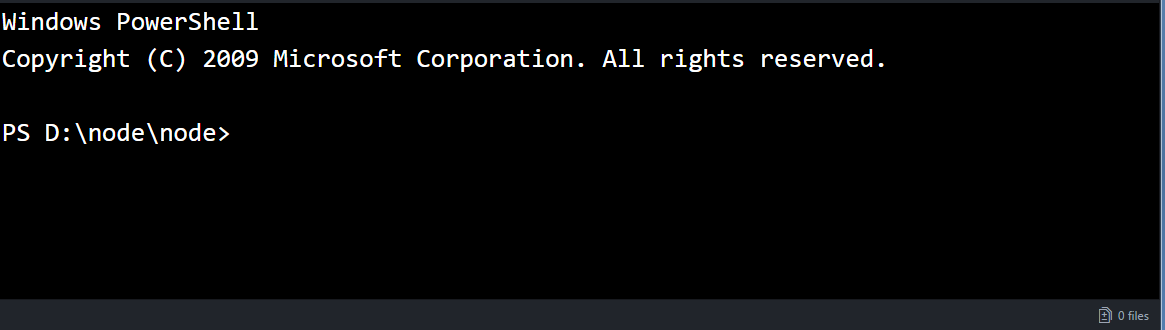 Windows PowerShell
Copyright (C) 2009 Microsoft Corporation. All rights reserved.
PS D:\node\node>
0 files